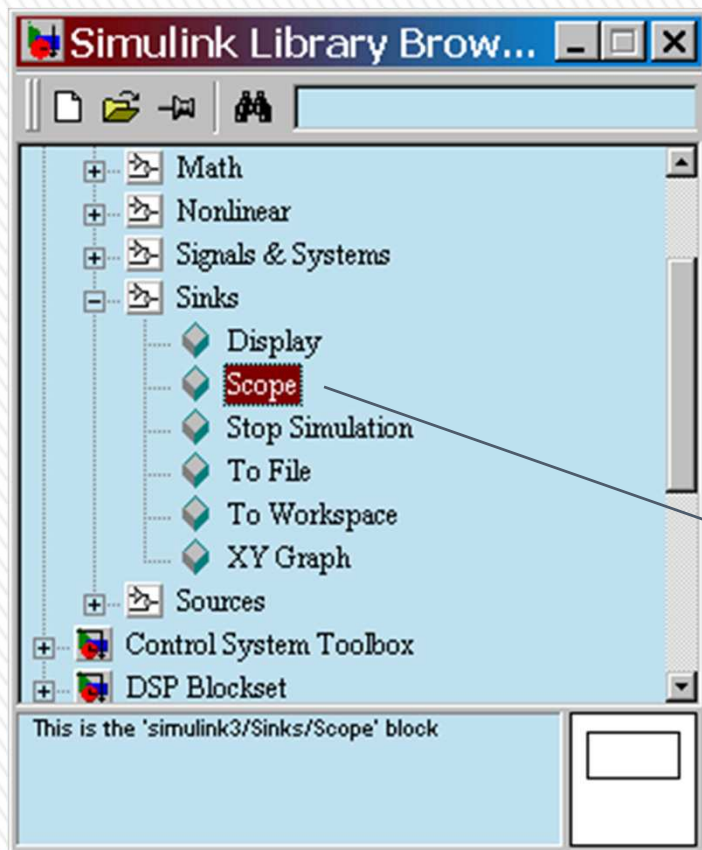 Simulink Library Brow...
Math
Nonlinear
Signals & Systems
Sinks
Display
Scope
Stop Simulation
To File
To Workspace
XY Graph
Sources
Control System Toolbox
DSP Blockset
This is the 'simulink3/Sinks/Scope' block